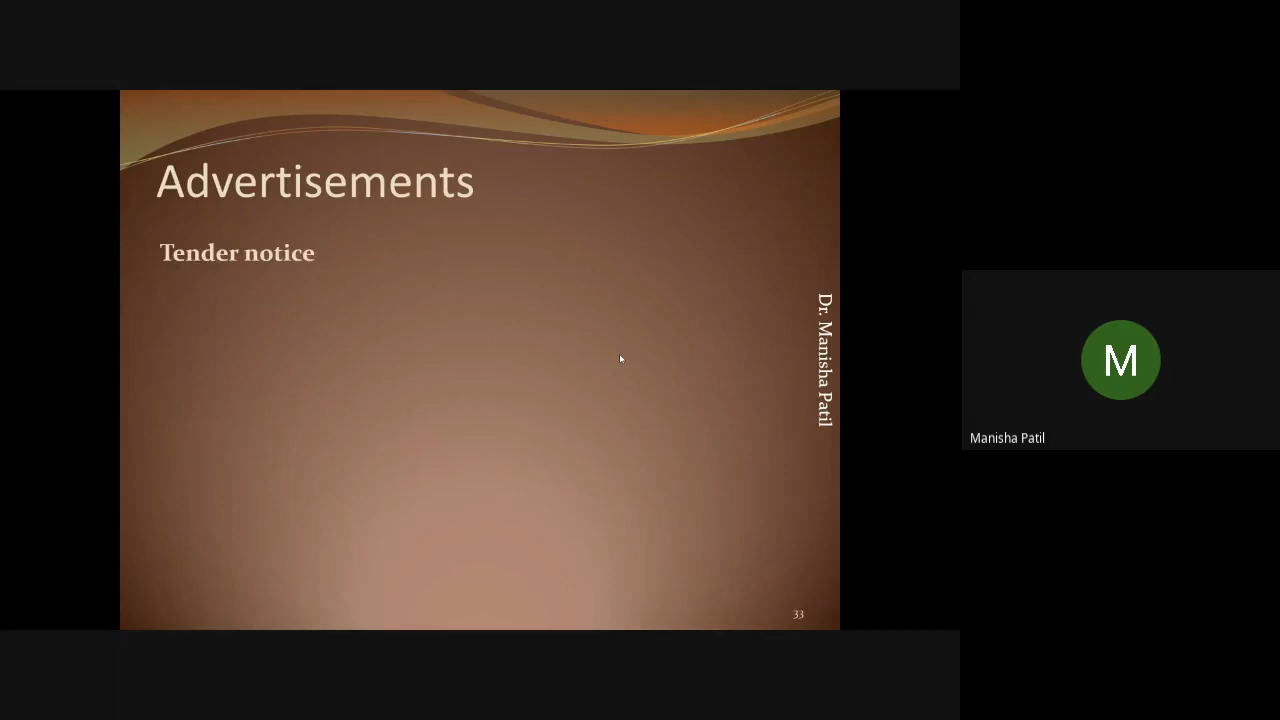 Advertisements
Tender notice
Dr. Manisha Patil
33
M
Manisha Patil